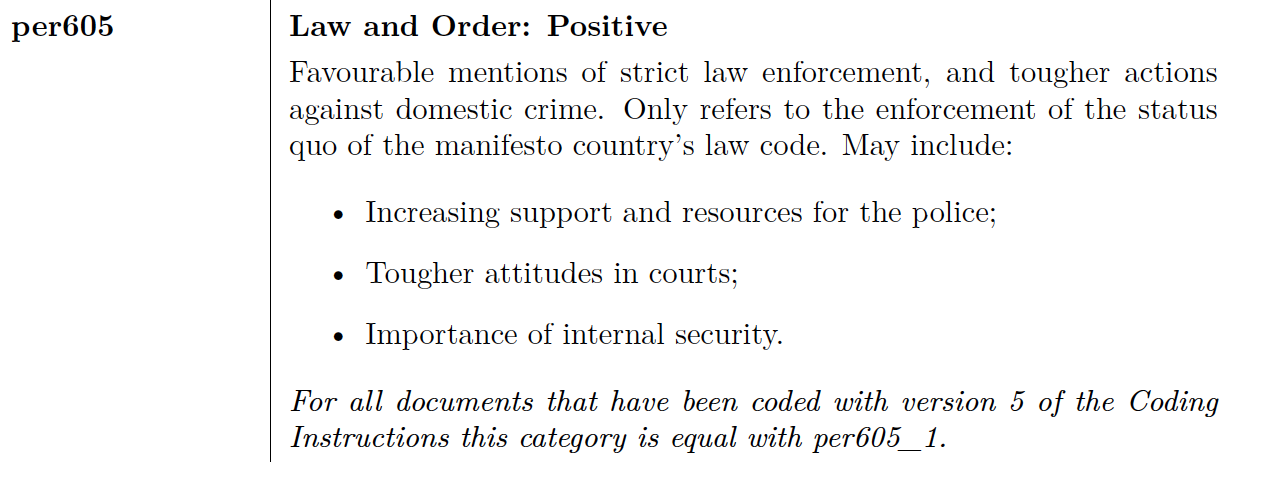 per605
Law and Order: Positive
Favourable mentions of strict law enforcement, and tougher actions
against domestic crime. Only refers to the enforcement of the status
quo of the manifesto country's law code. May include:
• Increasing support and resources for the police;
• Tougher attitudes in courts;
• Importance of internal security.
For all documents that have been coded with version 5 of the Coding
Instructions this category is equal with per605_1.